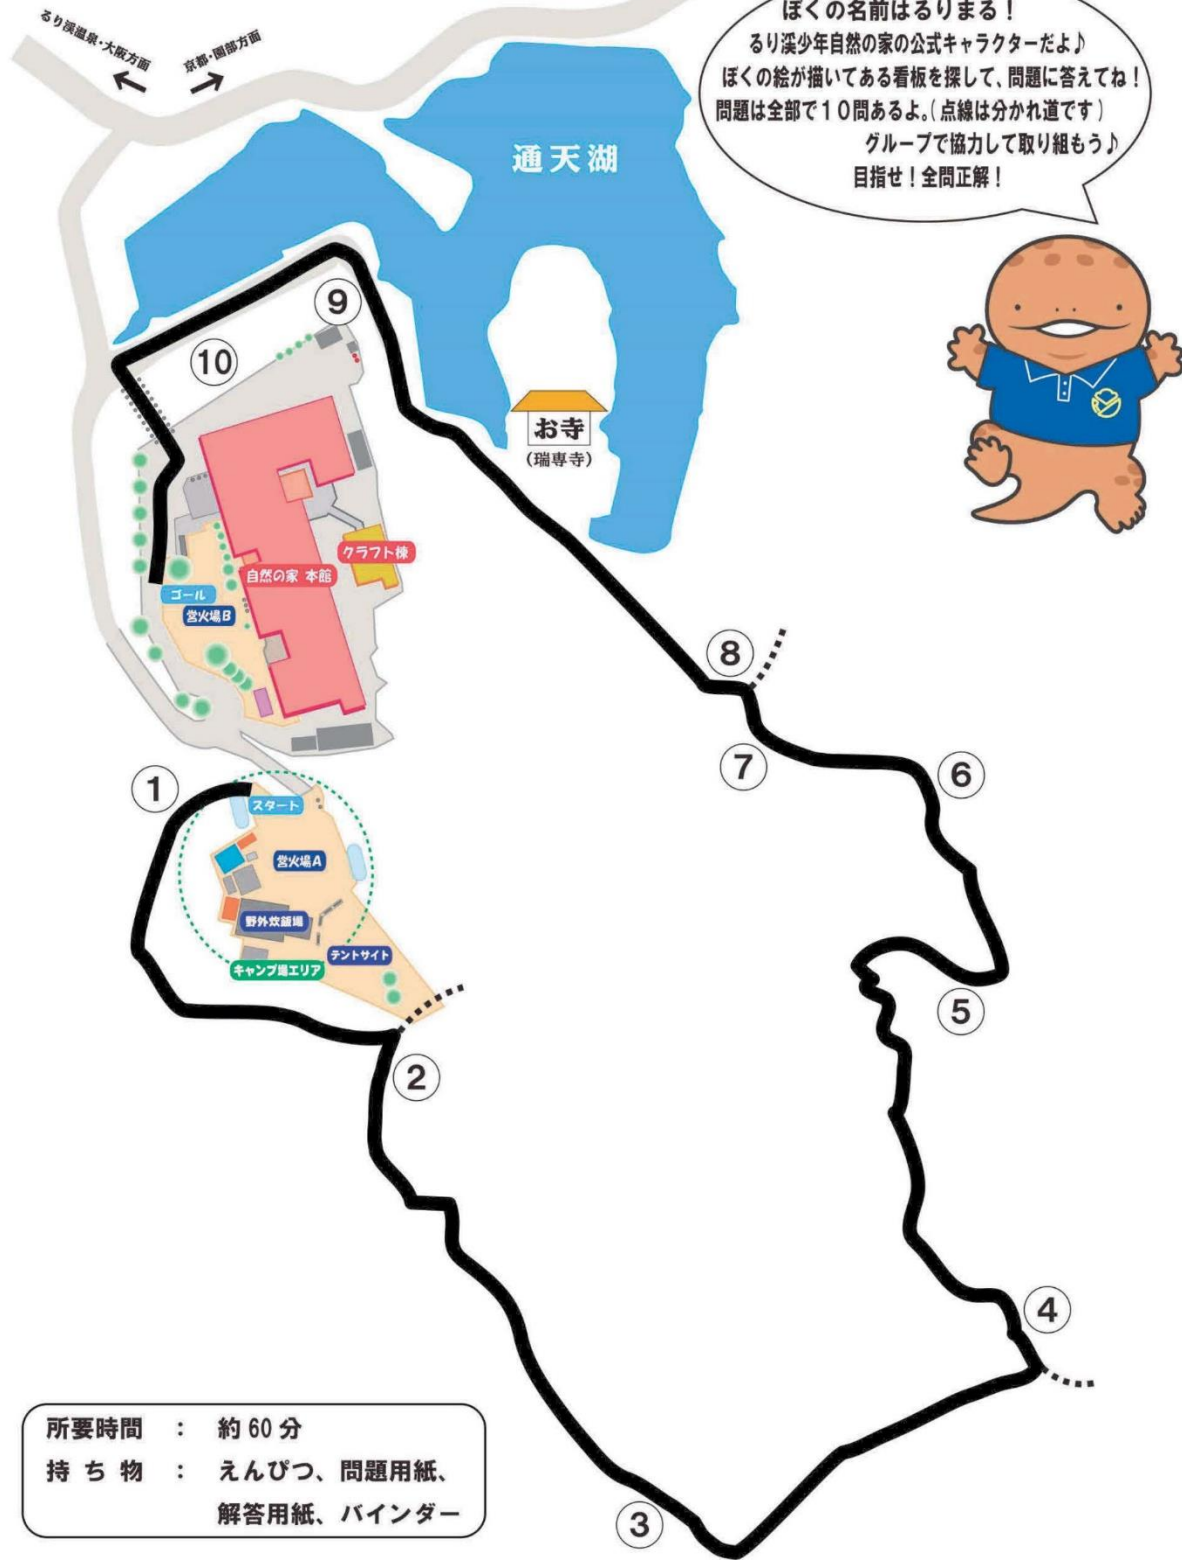 るり渓温泉・大阪方面
京都・園部方面
ぼくの名前はるりまる！
るり渓少年自然の家の公式キャラクターだよ♪
ぼくの絵が描いてある看板を探して、問題に答えてね！
問題は全部で１０問あるよ。(点線は分かれ道です)
グループで協力して取り組もう♪
目指せ！全問正解！
通天湖
⑨
⑩
お寺
(瑞専寺)
クラフト棟
自然の家 本館
ゴール
営火場B
⑧
⑦
⑥
①
スタート
営火場A
野外炊飯場
テントサイト
キャンプ場エリア
⑤
②
④
③
所要時間 ： 約60分
持ち物 ： えんぴつ、問題用紙、
解答用紙、バインダー